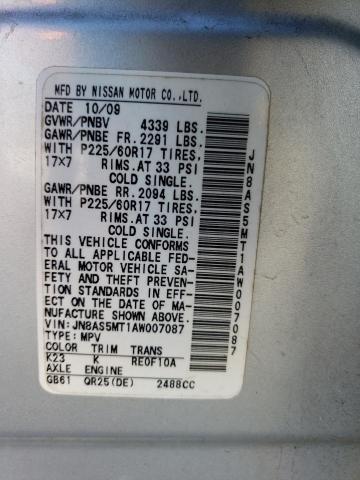 MFD BY NISSAN MOTOR CO.,LTD.
DATE 10/09
GVWR/PNBV 4339 LBS.
GAWR/PNBE FR. 2291 LBS.
WITH P225/60R17 TIRES,
17X7 RIMS.AT 33 PSI
COLD SINGLE.
GAWR/PNBE RR. 2094 LBS.
WITH P225/60R17 TIRES,
17X7 RIMS.AT 33 PSI
COLD SINGLE.
THIS VEHICLE CONFORMS
TO ALL APPLICABLE FED-
ERAL MOTOR VEHICLE SA-
FETY AND THEFT PREVEN-
TION STANDARDS IN EFF-
ECT ON THE DATE OF MA-
NUFACTURE SHOWN ABOVE.
VIN:JN8AS5MT1AW007087
TYPE:MPV
COLOR TRIM TRANS
K23 K RE0F10A
AXLE ENGINE
GB61 QR25(DE) 2488CC
JN8AS5MT1AW007087